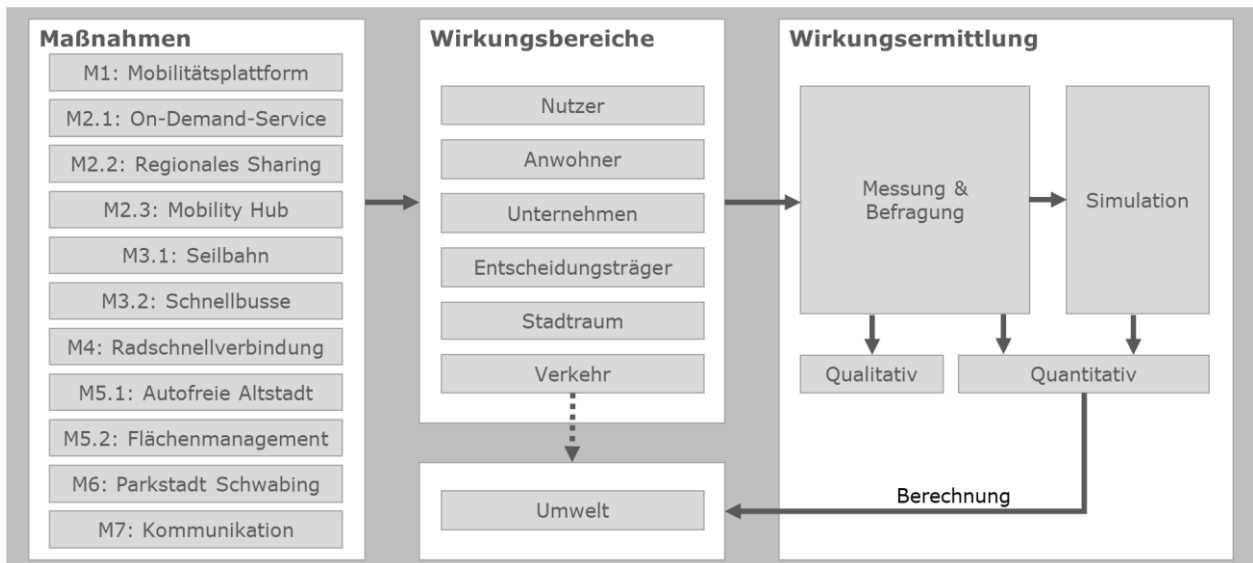 Maßnahmen
M1: Mobilitätsplattform
M2.1: On-Demand-Service
M2.2: Regionales Sharing
M2.3: Mobility Hub
M3.1: Seilbahn
M3.2: Schnellbusse
M4: Radschnellverbindung
M5.1: Autofreie Altstadt
M5.2: Flächenmanagement
M6: Parkstadt Schwabing
M7: Kommunikation
Wirkungsbereiche
Nutzer
Anwohner
Unternehmen
Entscheidungsträger
Stadtraum
Verkehr
Umwelt
Wirkungsermittlung
Messung &
Befragung
Simulation
Qualitativ
Quantitativ
Berechnung